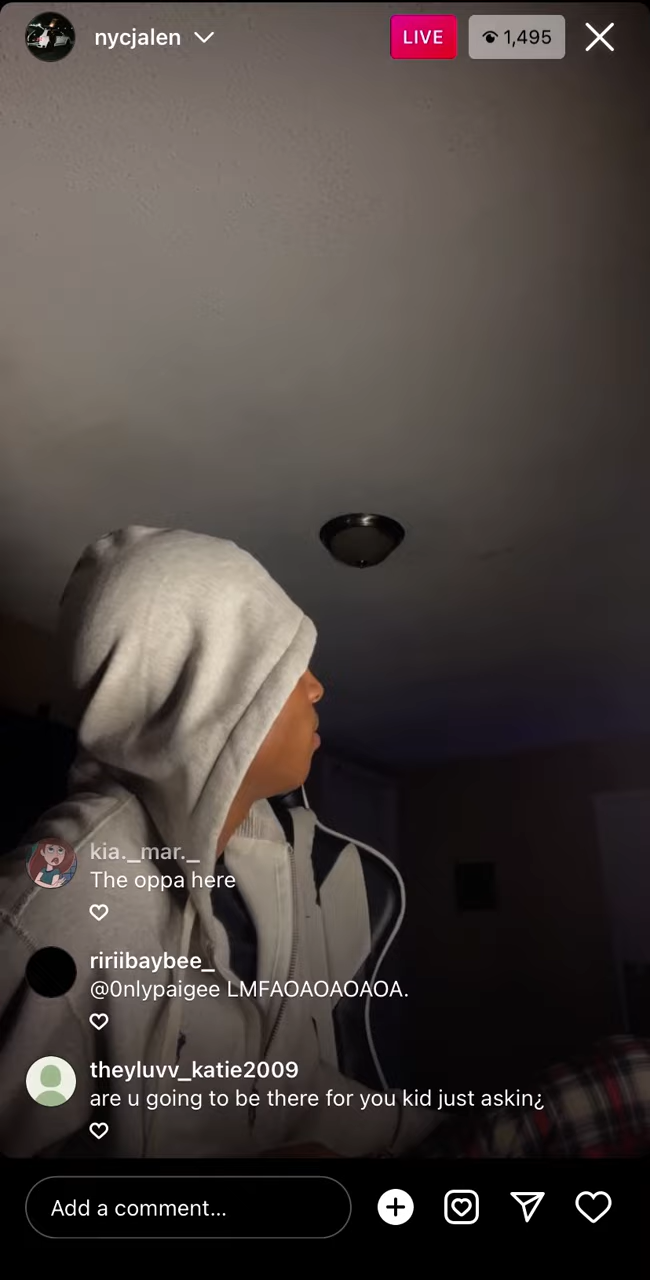 nycjalen
LIVE
1,495
kia._mar._
The oppa here
ririibaybee_
@0nlypaigee LMFAOAOAOAOA.
theyluvv_katie2009
are u going to be there for you kid just askin¿
Add a comment...